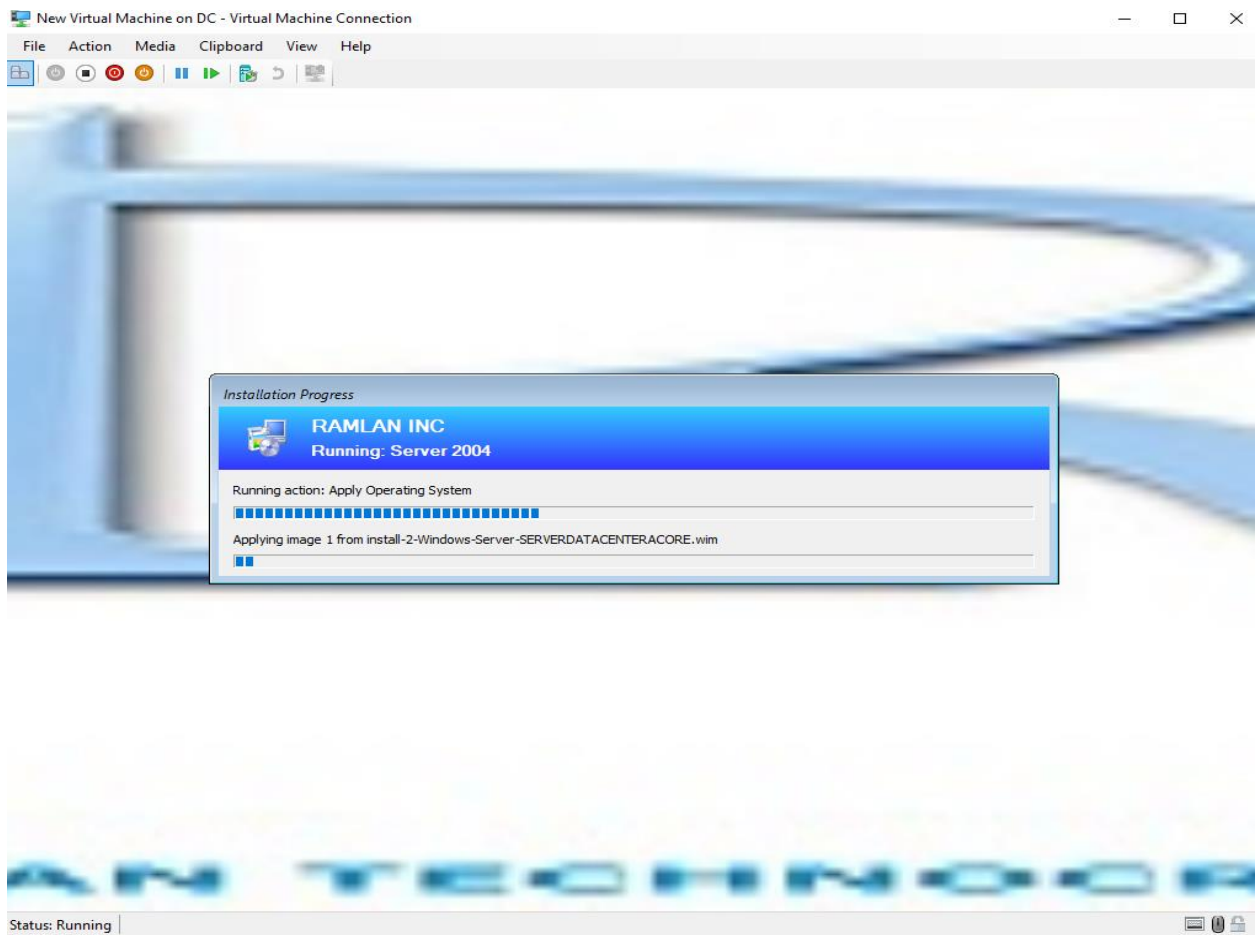 New Virtual Machine on DC - Virtual Machine Connection
File Action Media Clipboard View Help
Installation Progress
RAMLAN INC
Running: Server 2004
Running action: Apply Operating System
Applying image 1 from install-2-Windows-Server-SERVERDATACENTERACORE.wim
AN TECHNOCR
Status: Running